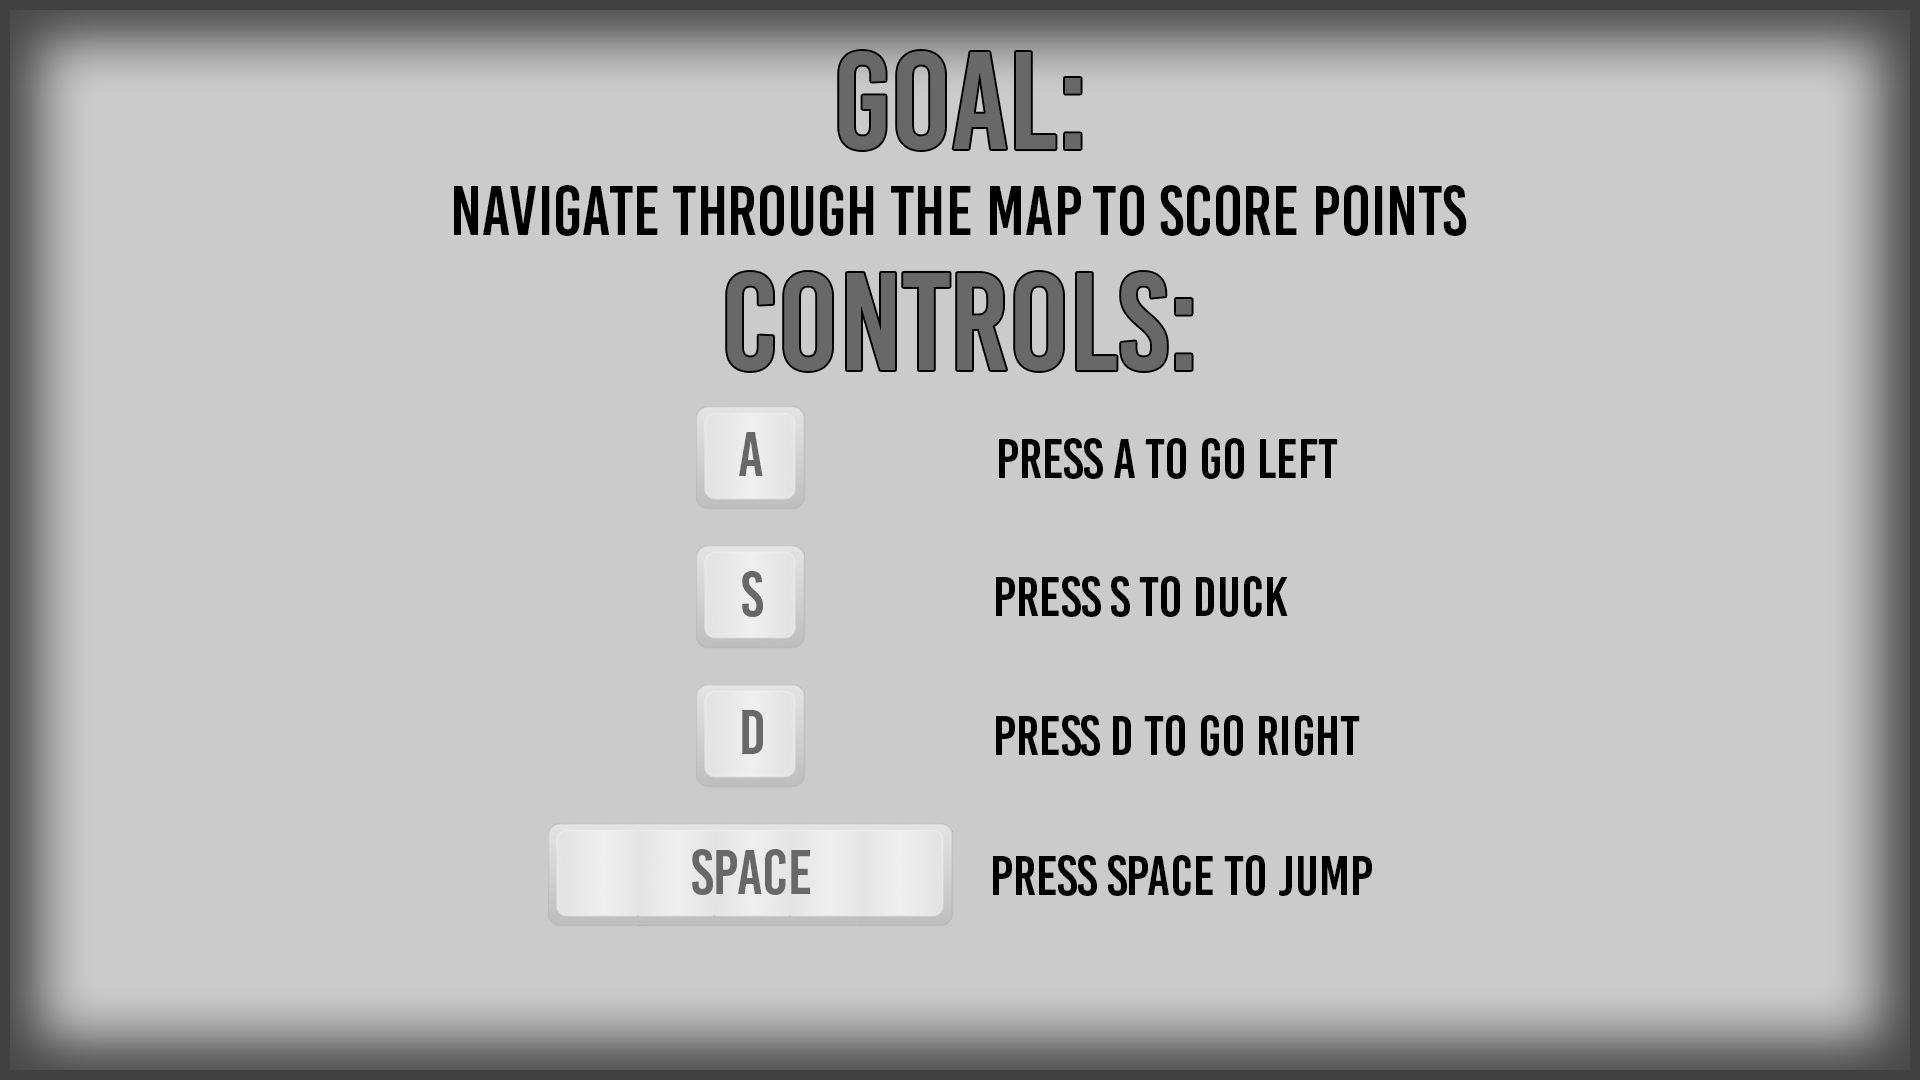 GOAL:
NAVIGATE THROUGH THE MAP TO SCORE POINTS
CONTROLS:
A PRESS A TO GO LEFT
S PRESS S TO DUCK
D PRESS D TO GO RIGHT
SPACE PRESS SPACE TO JUMP